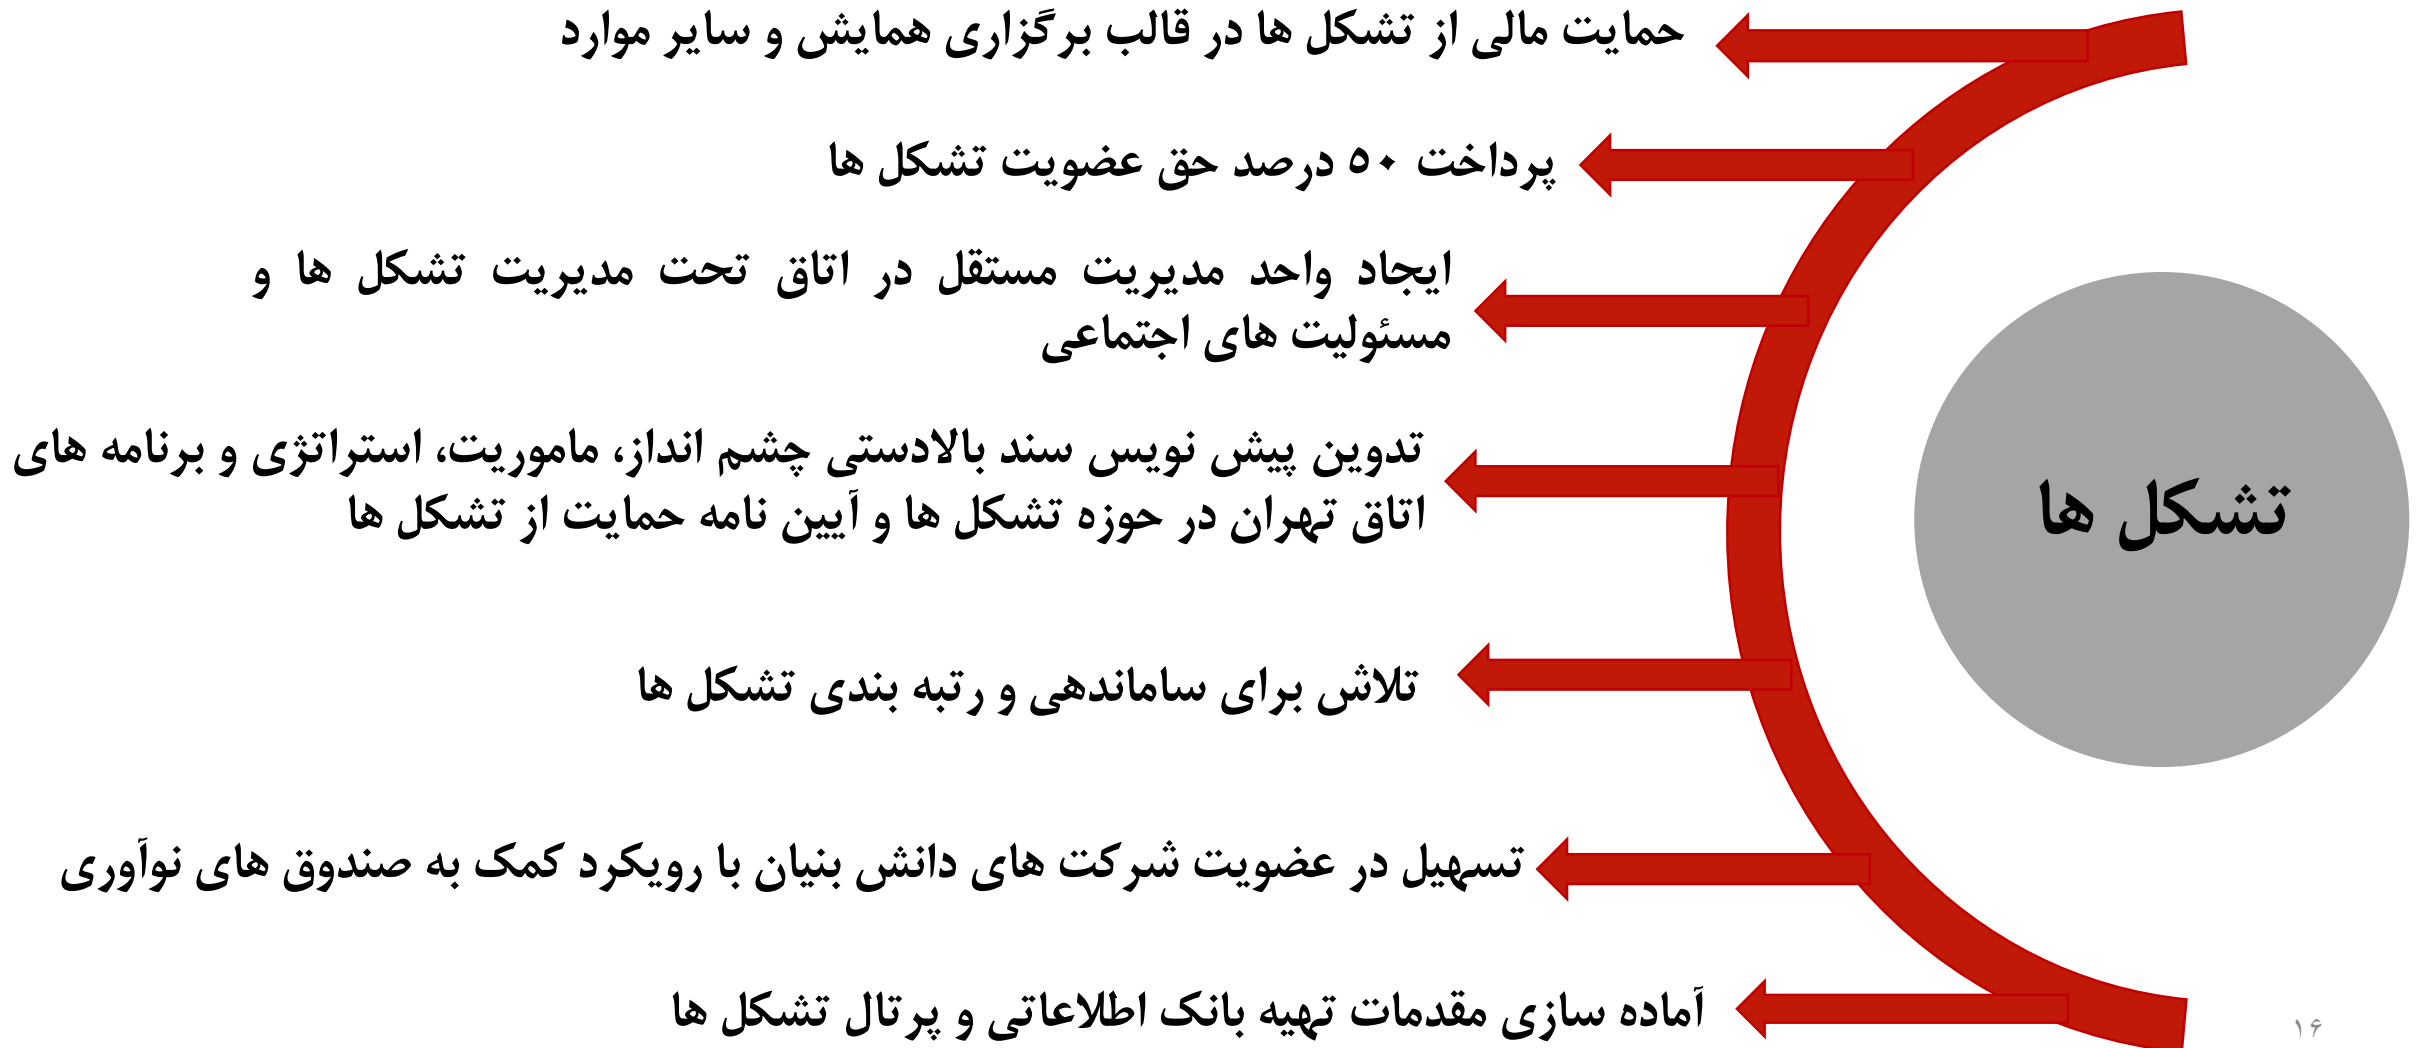 حمایت مالی از تشکل ها در قالب برگزاری همایش و سایر موارد
پرداخت ۵۰ درصد حق عضویت تشکل ها
ایجاد واحد مدیریت مستقل در اتاق تحت مدیریت تشکل ها و
مسئولیت های اجتماعی
تدوین پیش نویس سند بالادستی چشم انداز، ماموریت، استراتژی و برنامه های
اتاق تهران در حوزه تشکل ها و آیین نامه حمایت از تشکل ها
تشکل ها
تلاش برای ساماندهی و رتبه بندی تشکل ها
تسهیل در عضویت شرکت های دانش بنیان با رویکرد کمک به صندوق های نوآوری
آماده سازی مقدمات تهیه بانک اطلاعاتی و پرتال تشکل ها
۱۶